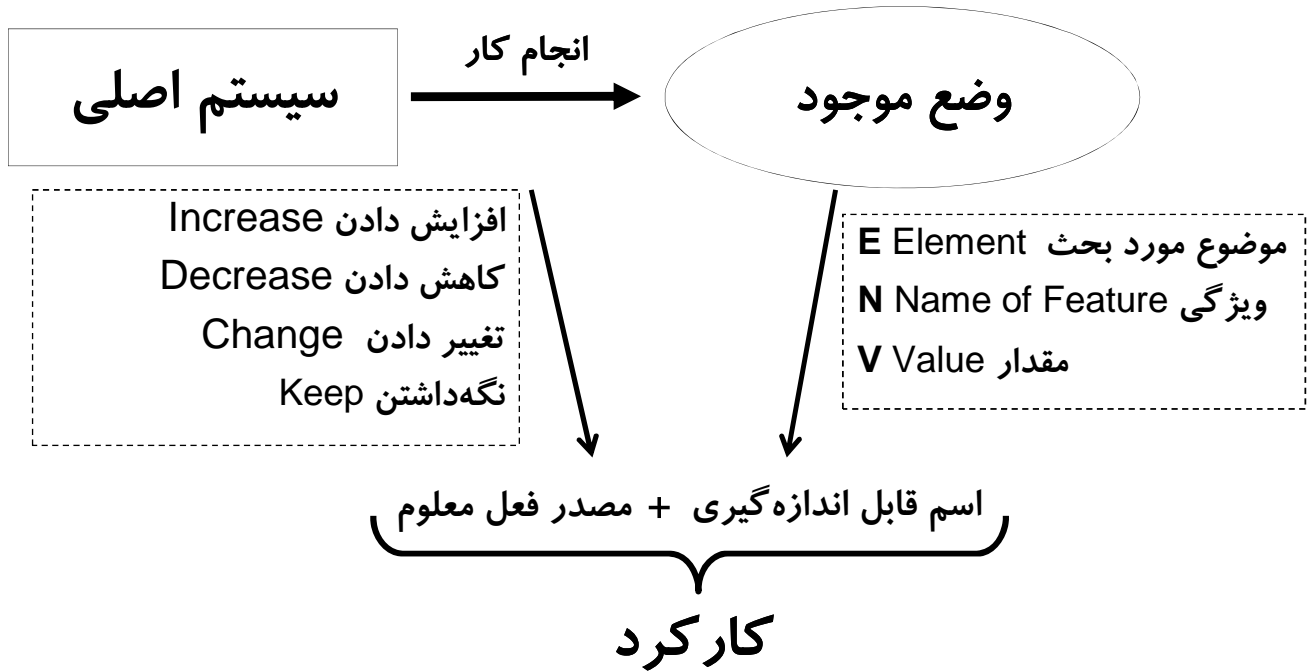 انجام کار
سیستم اصلی
وضع موجود
افزایش دادن Increase
کاهش دادن Decrease
تغییر دادن Change
نگه‌داشتن Keep
موضوع مورد بحث E Element
ویژگی N Name of Feature
مقدار V Value
اسم قابل اندازه‌گیری + مصدر فعل معلوم
کارکرد